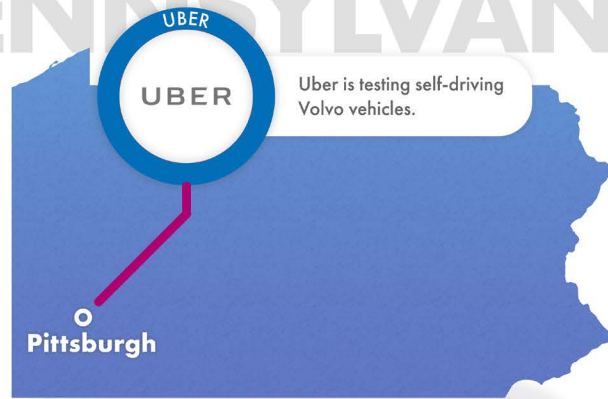 ENNSYLVAN
UBER
UBER
Uber is testing self-driving
Volvo vehicles.
Pittsburgh